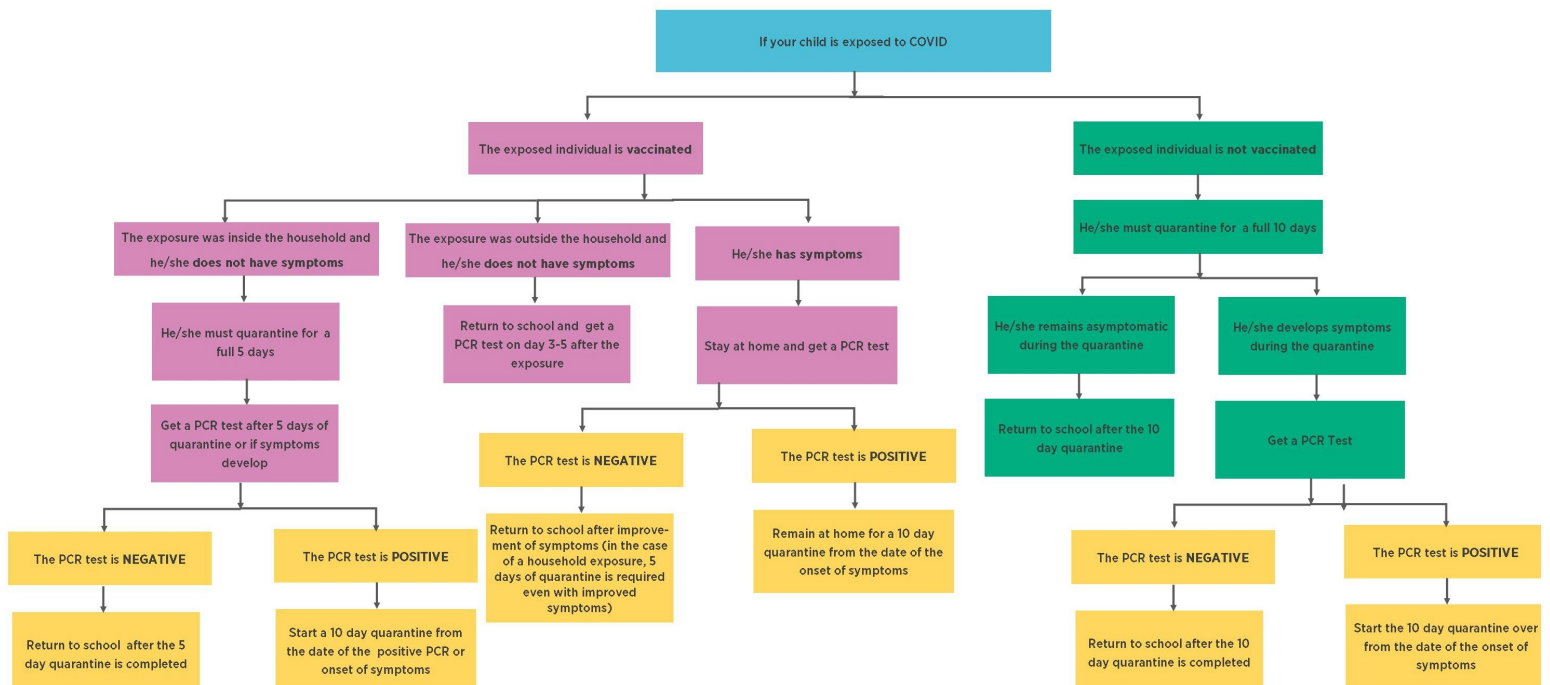 If your child is exposed to COVID
The exposed individual is vaccinated
The exposed individual is not vaccinated
The exposure was inside the household and
he/she does not have symptoms
The exposure was outside the household and
he/she does not have symptoms
He/she has symptoms
He/she must quarantine for a full 10 days
He/she must quarantine for a
full 5 days
Return to school and get a
PCR test on day 3-5 after the
exposure
Stay at home and get a PCR test
He/she remains asymptomatic
during the quarantine
He/she develops symptoms
during the quarantine
Get a PCR test after 5 days of
quarantine or if symptoms
develop
Return to school after the 10
day quarantine
Get a PCR Test
The PCR test is NEGATIVE
The PCR test is POSITIVE
Return to school after improve-
ment of symptoms (in the case
of a household exposure, 5
days of quarantine is required
even with improved
symptoms)
Remain at home for a 10 day
quarantine from the date of the
onset of symptoms
The PCR test is NEGATIVE
The PCR test is POSITIVE
The PCR test is NEGATIVE
The PCR test is POSITIVE
Return to school after the 5
day quarantine is completed
Start a 10 day quarantine from
the date of the positive PCR or
onset of symptoms
Return to school after the 10
day quarantine is completed
Start the 10 day quarantine over
from the date of the onset of
symptoms